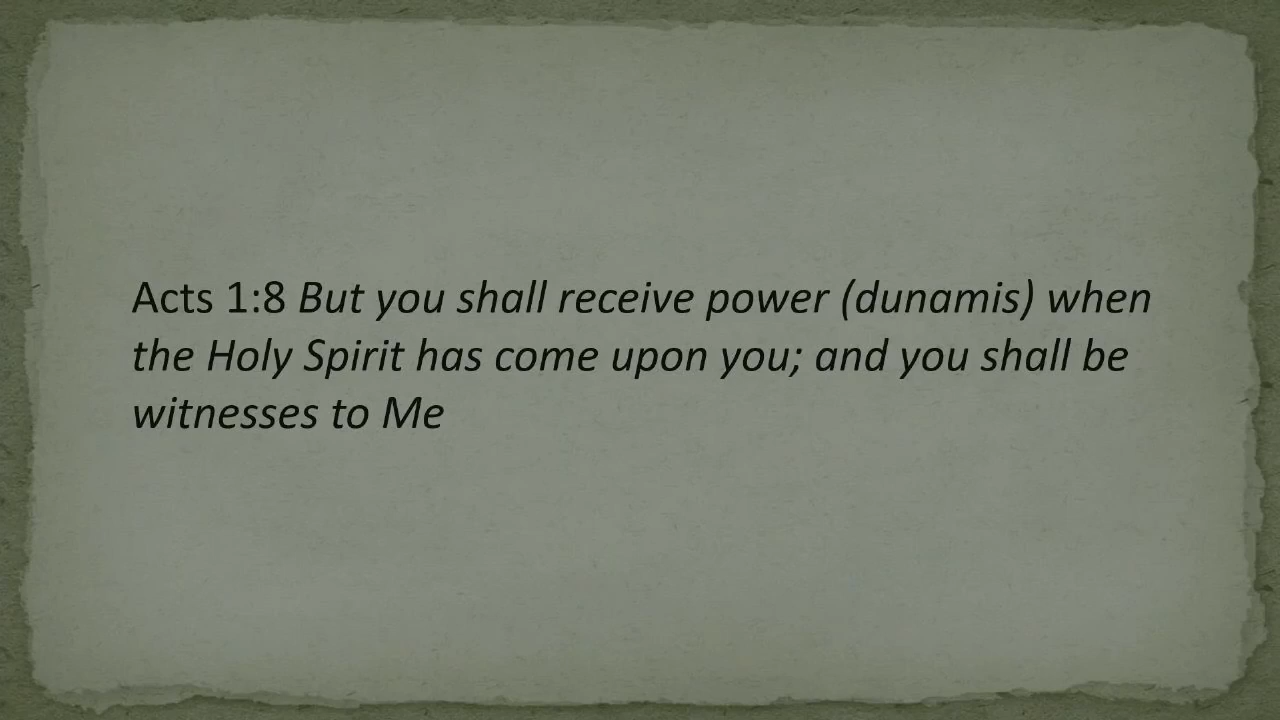 Acts 1:8 But you shall receive power (dunamis) when
the Holy Spirit has come upon you; and you shall be
witnesses to Me